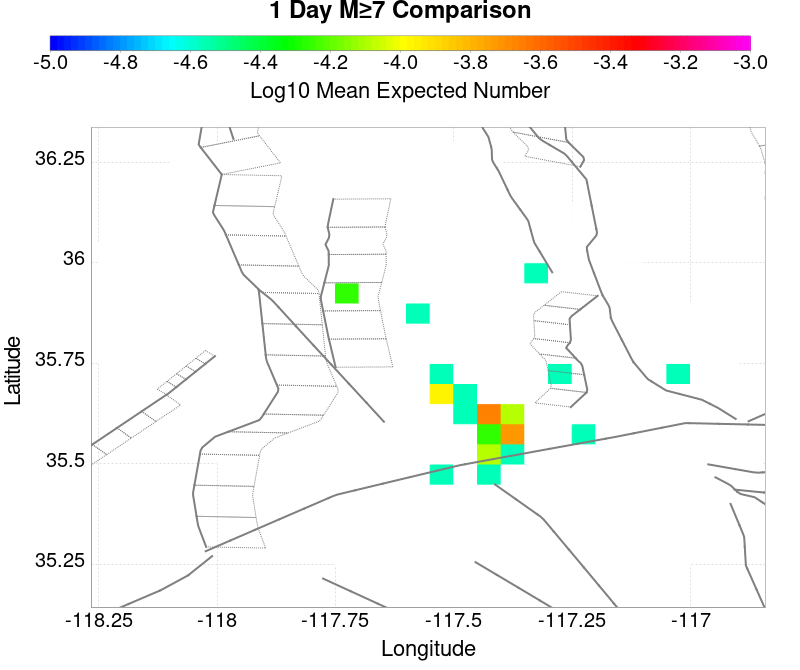 1 Day M≥7 Comparison
-5.0 -4.8 -4.6 -4.4 -4.2 -4.0 -3.8 -3.6 -3.4 -3.2 -3.0
Log10 Mean Expected Number
36.25
36
35.75
35.5
35.25
Latitude
-118.25 -118 -117.75 -117.5 -117.25 -117
Longitude